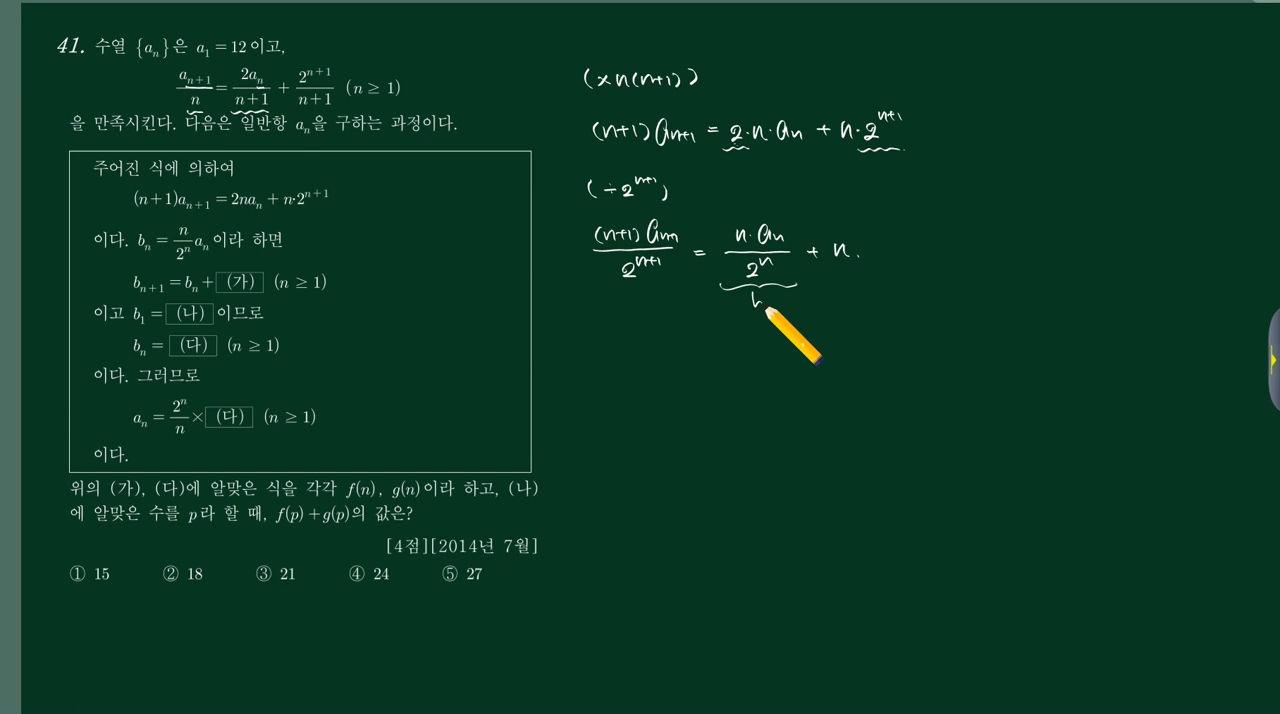 41. 수열 {aₙ}은 a₁ = 12이고,
aₙ₊₁/n = 2aₙ/(n+1) + 2ⁿ⁺¹/(n+1) (n ≥ 1)
을 만족시킨다. 다음은 일반항 aₙ을 구하는 과정이다.
주어진 식에 의하여
(n+1)aₙ₊₁ = 2naₙ + n·2ⁿ⁺¹
이다. bₙ = n/2ⁿ aₙ이라 하면
bₙ₊₁ = bₙ + (가) (n ≥ 1)
이고 b₁ = (나) 이므로
bₙ = (다) (n ≥ 1)
이다. 그러므로
aₙ = 2ⁿ/n × (다) (n ≥ 1)
이다.
위의 (가), (다)에 알맞은 식을 각각 f(n), g(n)이라 하고, (나)
에 알맞은 수를 p라 할 때, f(p)+g(p)의 값은?
[4점][2014년 7월]
① 15 ② 18 ③ 21 ④ 24 ⑤ 27
(×n(n+1))
(n+1)aₙ₊₁ = 2·n·aₙ + n·2ⁿ⁺¹
(÷2ⁿ⁺¹)
(n+1)aₙ₊₁/2ⁿ⁺¹ = n·aₙ/2ⁿ + n.